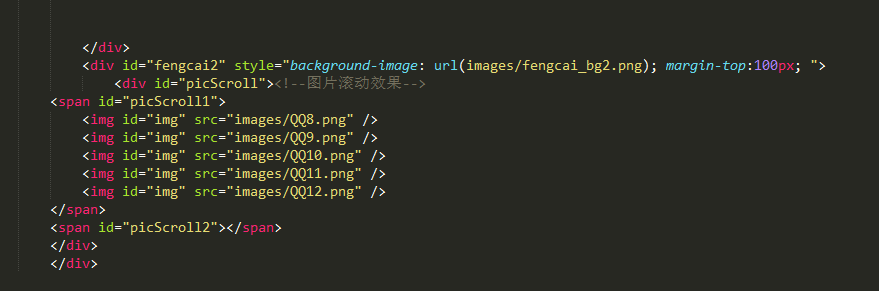 </div>
<div id="fengcai2" style="background-image: url(images/fengcai_bg2.png); margin-top:100px; ">
<div id="picScroll"><!--图片滚动效果-->
<span id="picScroll1">
<img id="img" src="images/QQ8.png" />
<img id="img" src="images/QQ9.png" />
<img id="img" src="images/QQ10.png" />
<img id="img" src="images/QQ11.png" />
<img id="img" src="images/QQ12.png" />
</span>
<span id="picScroll2"></span>
</div>
</div>